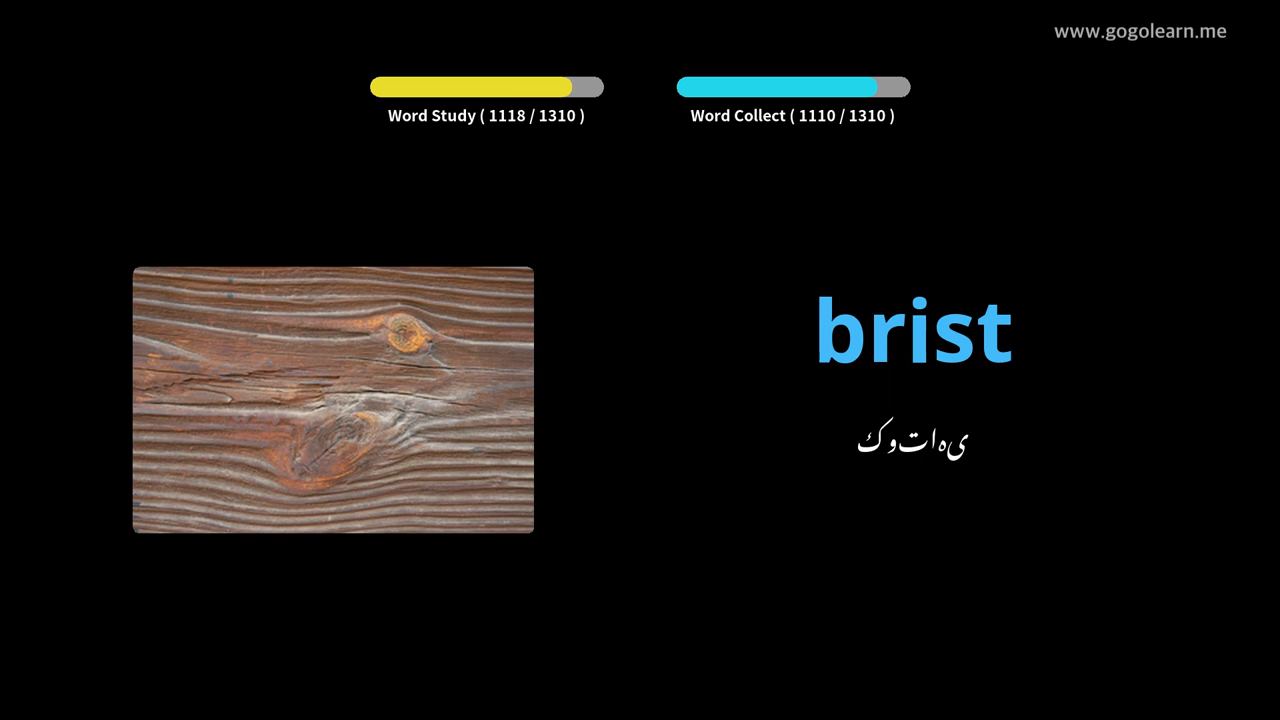 www.gogolearn.me
Word Study ( 1118 / 1310 )
Word Collect ( 1110 / 1310 )
brist
کوتاہی